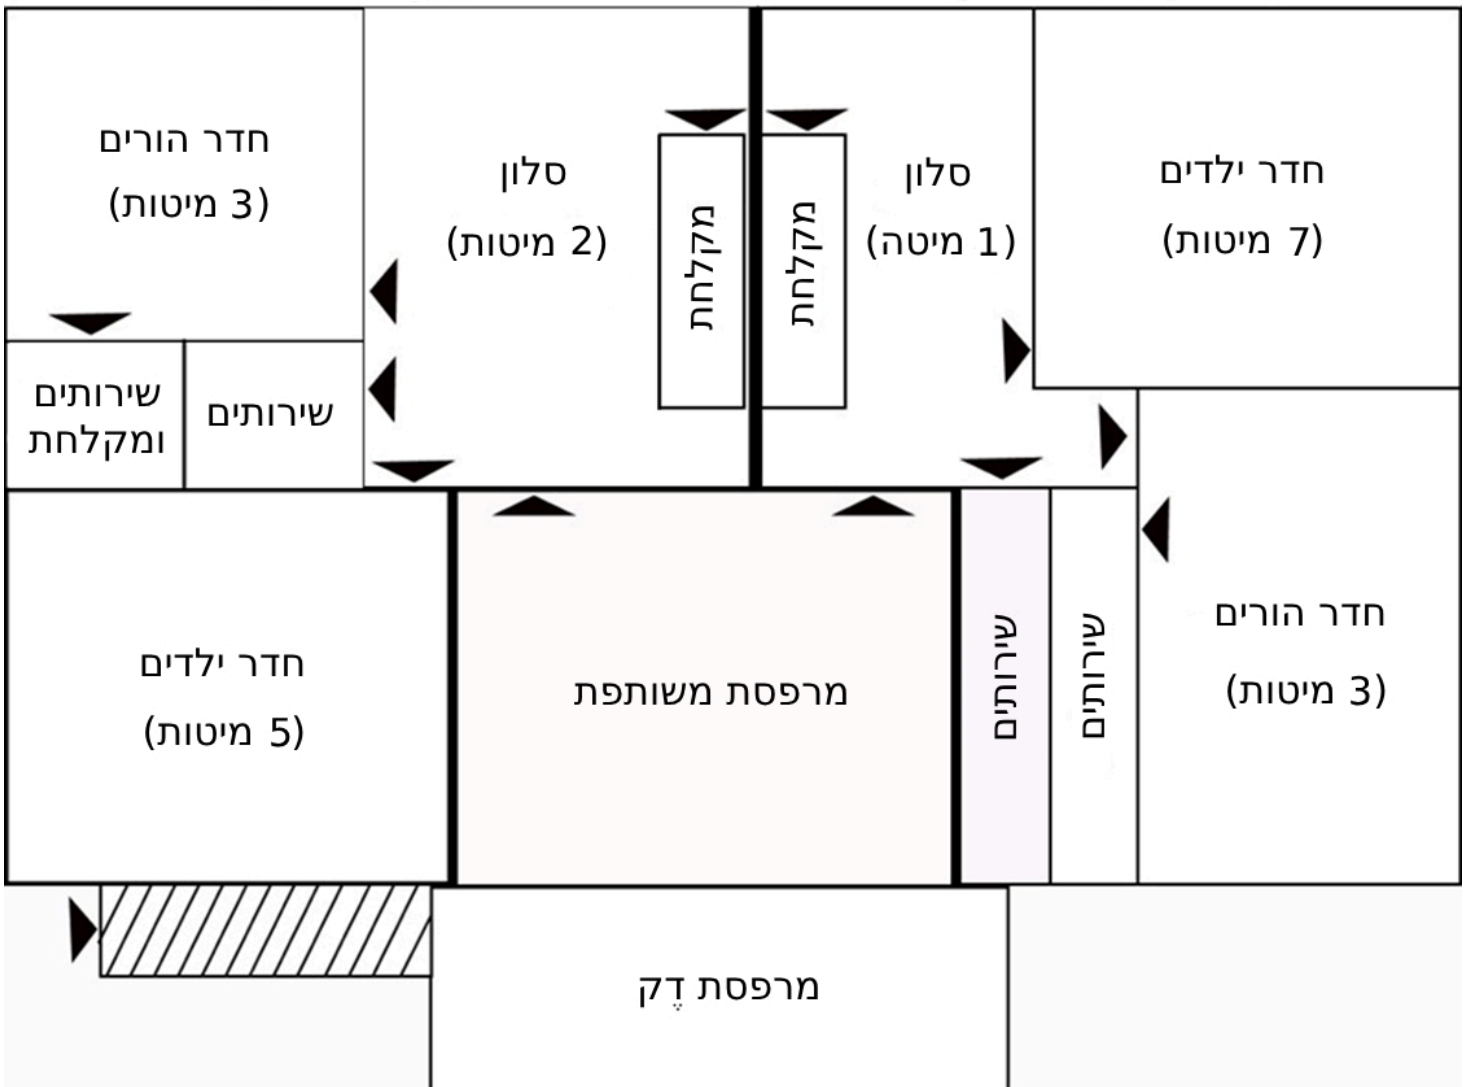 חדר הורים
(3 מיטות)
סלון
(2 מיטות)
מקלחת
מקלחת
סלון
(1 מיטה)
חדר ילדים
(7 מיטות)
שירותים
ומקלחת
שירותים
חדר ילדים
(5 מיטות)
מרפסת משותפת
שירותים
שירותים
חדר הורים
(3 מיטות)
מרפסת דֶק